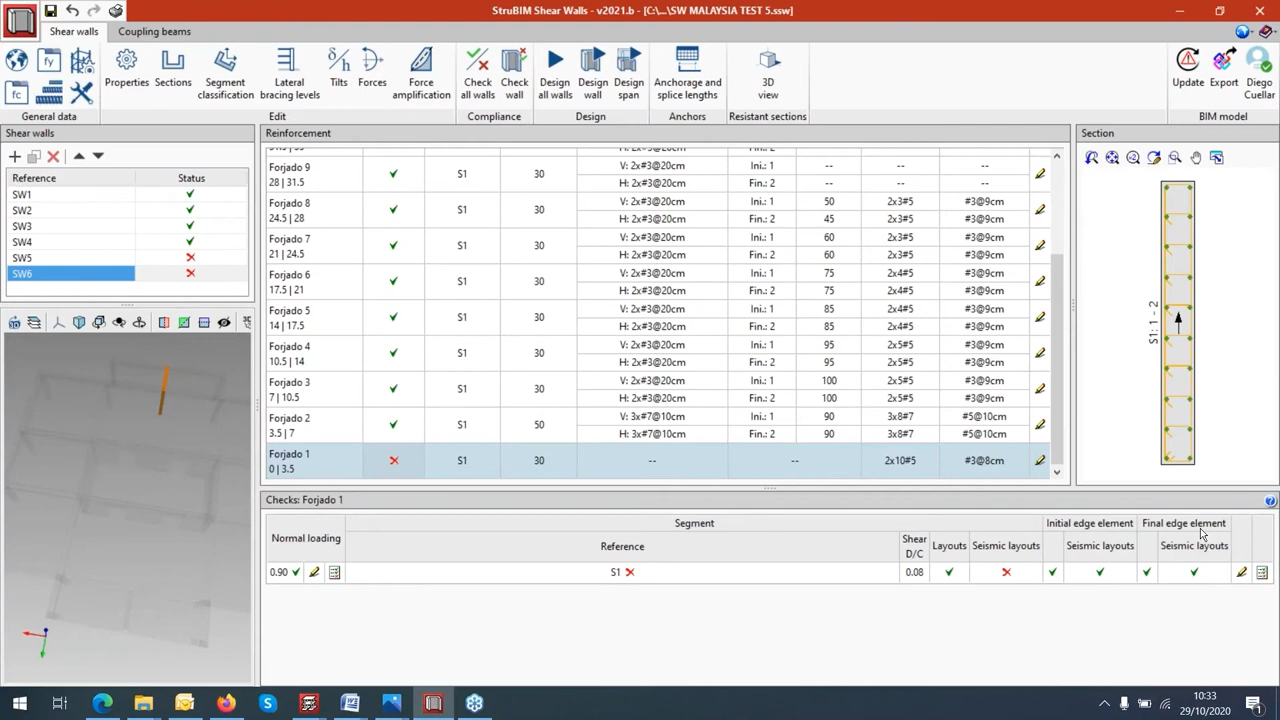 StruBIM Shear Walls - v2021.b - [C:\...\SW MALAYSIA TEST 5.ssw]
Shear walls Coupling beams
fy
fc
General data
Properties Sections Segment classification Lateral bracing levels Tilts Forces Force amplification
Edit
Check all walls Check wall
Compliance
Design all walls Design wall Design span
Design
Anchorage and splice lengths
Anchors
3D view
Resistant sections
Update Export Diego Cuellar
BIM model
Shear walls
Reference Status
SW1
SW2
SW3
SW4
SW5
SW6
Reinforcement
Forjado 9 V: 2x#3@20cm Ini.: 1 -- -- --
28 | 31.5 S1 30 H: 2x#3@20cm Fin.: 2 -- -- --
Forjado 8 V: 2x#3@20cm Ini.: 1 50 2x3#5 #3@9cm
24.5 | 28 S1 30 H: 2x#3@20cm Fin.: 2 45 2x3#5 #3@9cm
Forjado 7 V: 2x#3@20cm Ini.: 1 60 2x3#5 #3@9cm
21 | 24.5 S1 30 H: 2x#3@20cm Fin.: 2 60 2x3#5 #3@9cm
Forjado 6 V: 2x#3@20cm Ini.: 1 75 2x4#5 #3@9cm
17.5 | 21 S1 30 H: 2x#3@20cm Fin.: 2 75 2x4#5 #3@9cm
Forjado 5 V: 2x#3@20cm Ini.: 1 85 2x4#5 #3@9cm
14 | 17.5 S1 30 H: 2x#3@20cm Fin.: 2 85 2x4#5 #3@9cm
Forjado 4 V: 2x#3@20cm Ini.: 1 95 2x5#5 #3@9cm
10.5 | 14 S1 30 H: 2x#3@20cm Fin.: 2 95 2x5#5 #3@9cm
Forjado 3 V: 2x#3@20cm Ini.: 1 100 2x5#5 #3@9cm
7 | 10.5 S1 30 H: 2x#3@20cm Fin.: 2 100 2x5#5 #3@9cm
Forjado 2 V: 3x#7@10cm Ini.: 1 90 3x8#7 #5@10cm
3.5 | 7 S1 50 H: 3x#7@10cm Fin.: 2 90 3x8#7 #5@10cm
Forjado 1
0 | 3.5 S1 30 -- -- 2x10#5 #3@8cm
Section
S1: 1 - 2
Checks: Forjado 1
Normal loading Segment Initial edge element Final edge element
Reference Shear D/C Layouts Seismic layouts Seismic layouts Seismic layouts
0.90 S1 0.08
10:33
29/10/2020